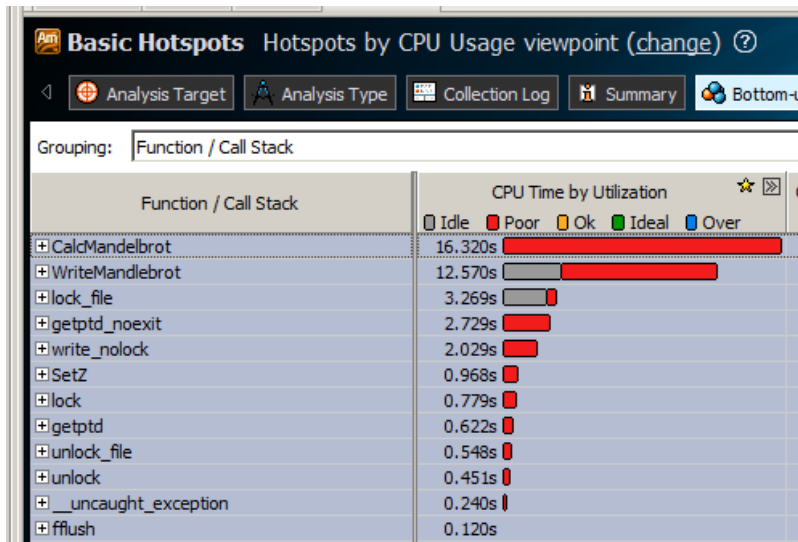 Am Basic Hotspots Hotspots by CPU Usage viewpoint (change) ?
Analysis Target Analysis Type Collection Log Summary Bottom-u
Grouping: Function / Call Stack
Function / Call Stack CPU Time by Utilization
Idle Poor Ok Ideal Over
CalcMandelbrot 16.320s
WriteMandlebrot 12.570s
lock_file 3.269s
getptd_noexit 2.729s
write_nolock 2.029s
SetZ 0.968s
lock 0.779s
getptd 0.622s
unlock_file 0.548s
unlock 0.451s
__uncaught_exception 0.240s
fflush 0.120s